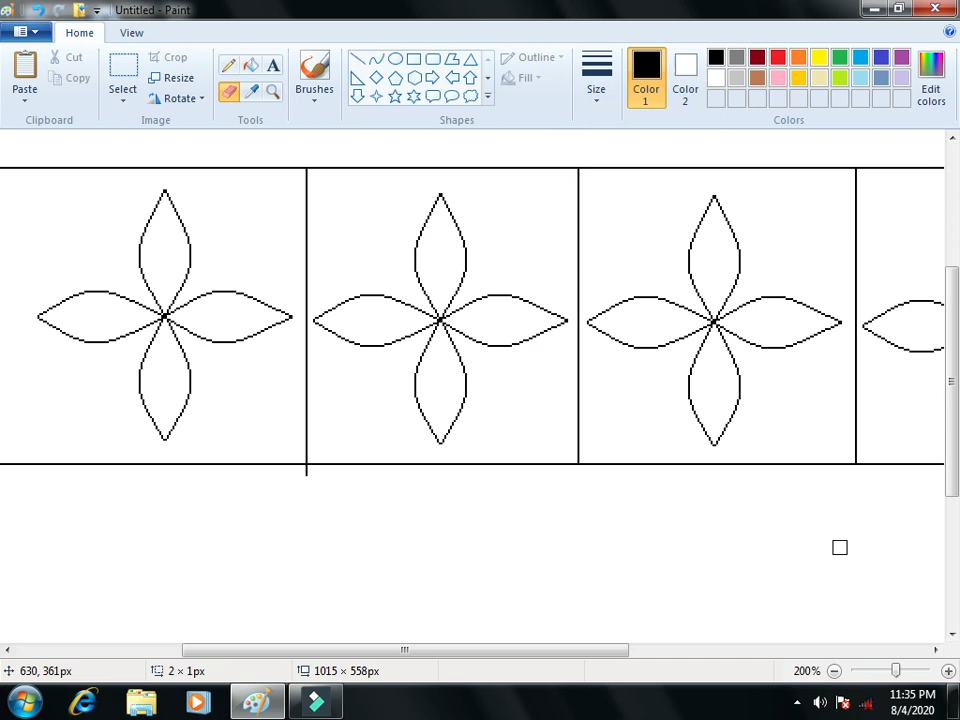 Untitled - Paint
Home View
Paste
Cut
Copy
Clipboard
Select
Crop
Resize
Rotate
Image
A
Tools
Brushes
Outline
Fill
Shapes
Size
Color 1
Color 2
Edit colors
Colors
630, 361px 2 × 1px 1015 × 558px 200%
11:35 PM
8/4/2020